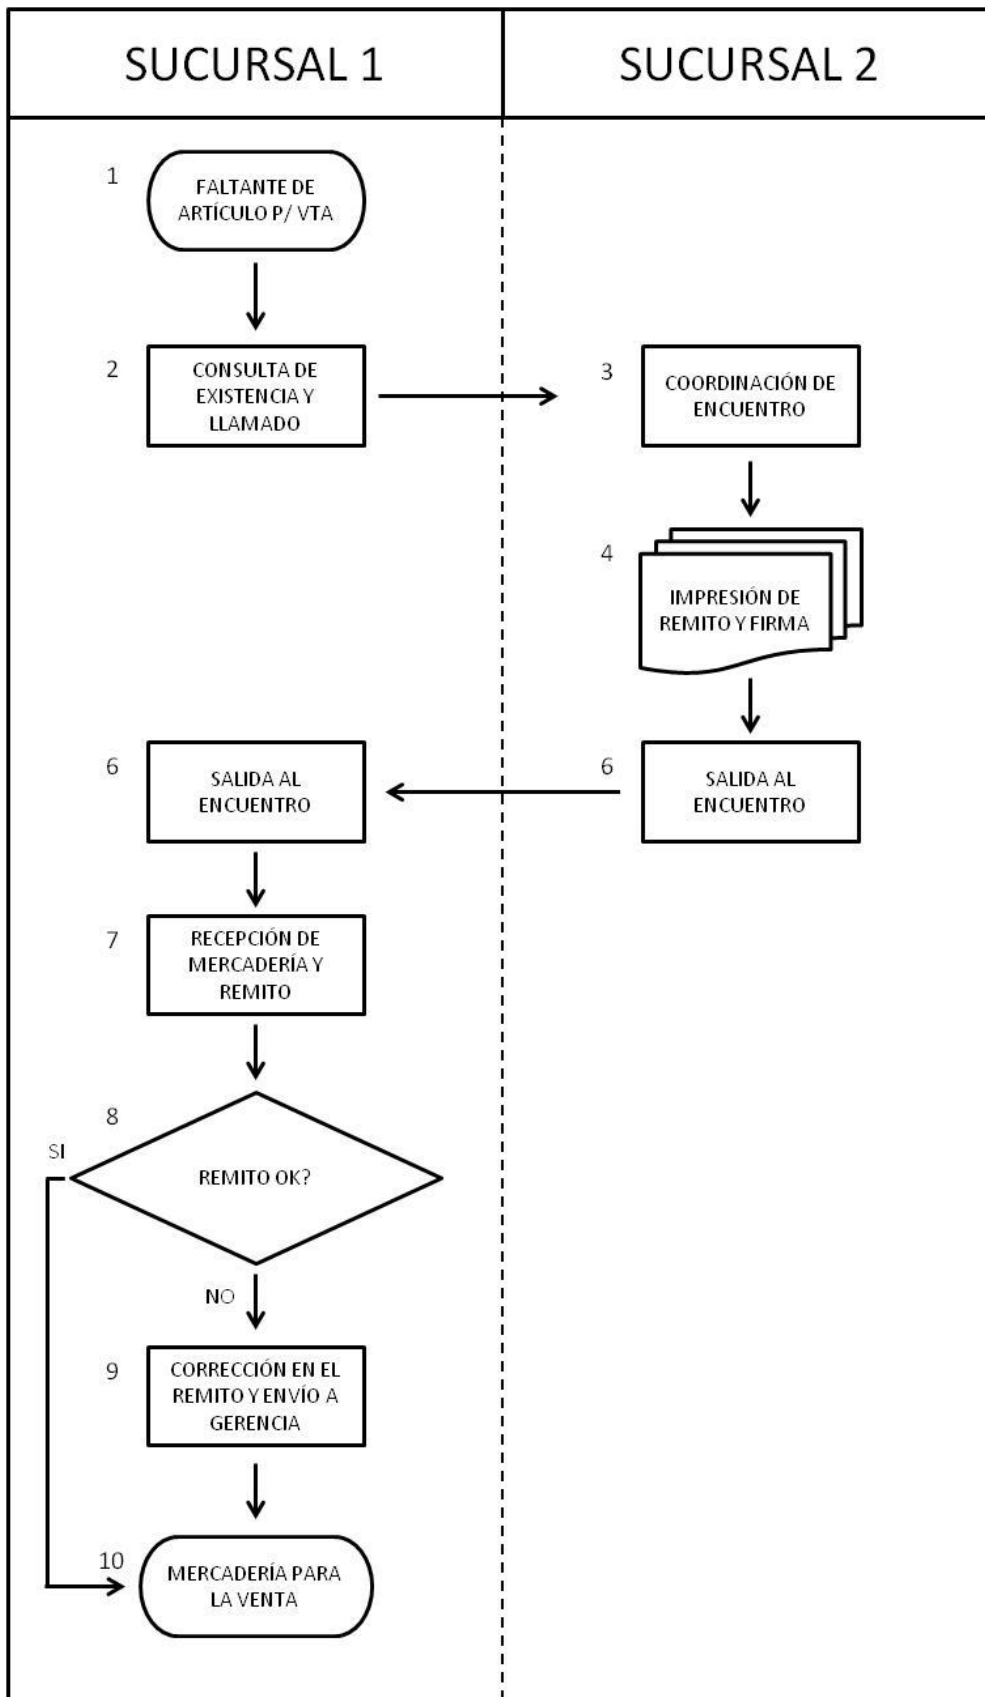 SUCURSAL 1
SUCURSAL 2
1
FALTANTE DE
ARTÍCULO P/ VTA
2
CONSULTA DE
EXISTENCIA Y
LLAMADO
3
COORDINACIÓN DE
ENCUENTRO
4
IMPRESIÓN DE
REMITO Y FIRMA
6
SALIDA AL
ENCUENTRO
6
SALIDA AL
ENCUENTRO
7
RECEPCIÓN DE
MERCADERÍA Y
REMITO
8
SI
REMITO OK?
NO
9
CORRECCIÓN EN EL
REMITO Y ENVÍO A
GERENCIA
10
MERCADERÍA PARA
LA VENTA